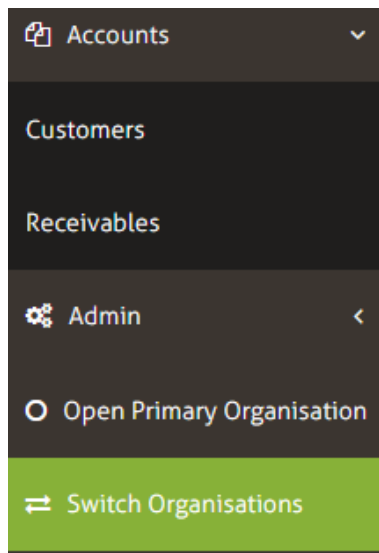 Accounts
Customers
Receivables
Admin
Open Primary Organisation
Switch Organisations